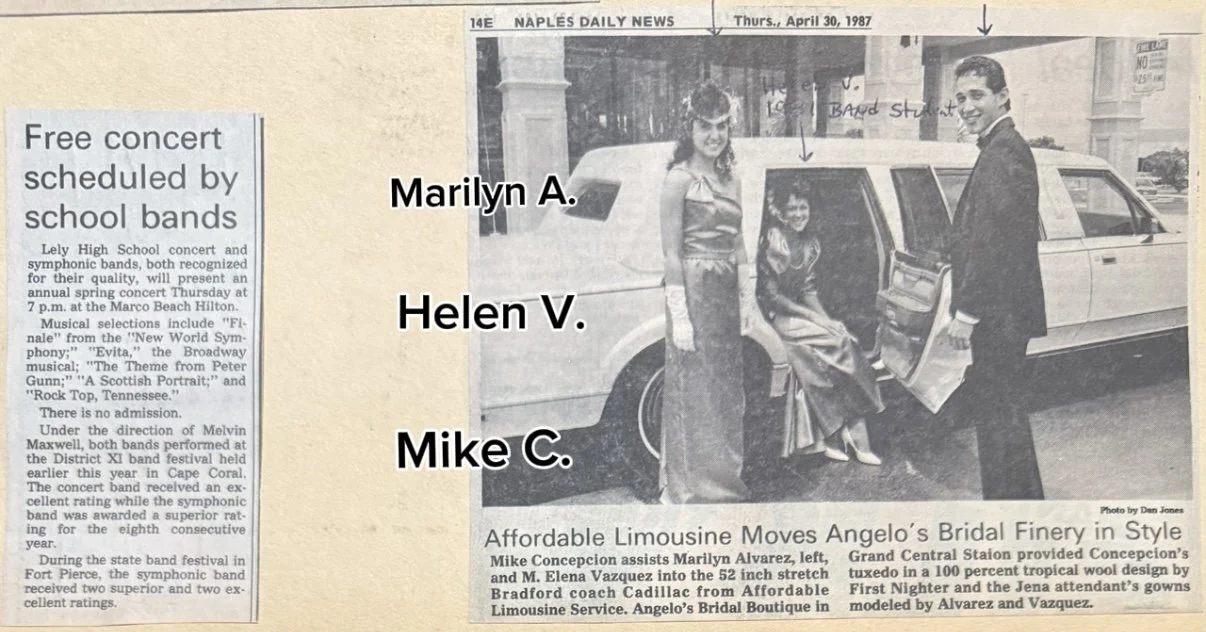 14E NAPLES DAILY NEWS Thurs., April 30, 1987
Free concert
scheduled by
school bands
Lely High School concert and
symphonic bands, both recognized
for their quality, will present an
annual spring concert Thursday at
7 p.m. at the Marco Beach Hilton.
Musical selections include "Fi-
nale" from the "New World Sym-
phony;" "Evita," the Broadway
musical; "The Theme from Peter
Gunn;" "A Scottish Portrait;" and
"Rock Top, Tennessee."
There is no admission.
Under the direction of Melvin
Maxwell, both bands performed at
the District XI band festival held
earlier this year in Cape Coral.
The concert band received an ex-
cellent rating while the symphonic
band was awarded a superior rat-
ing for the eighth consecutive
year.
During the state band festival in
Fort Pierce, the symphonic band
received two superior and two ex-
cellent ratings.
Marilyn A.
Helen V.
Mike C.
Helen V.
BAND Student
NO
Photo by Dan Jones
Affordable Limousine Moves Angelo's Bridal Finery in Style
Mike Concepcion assists Marilyn Alvarez, left,
and M. Elena Vazquez into the 52 inch stretch
Bradford coach Cadillac from Affordable
Limousine Service. Angelo's Bridal Boutique in
Grand Central Staion provided Concepcion's
tuxedo in a 100 percent tropical wool design by
First Nighter and the Jena attendant's gowns
modeled by Alvarez and Vazquez.